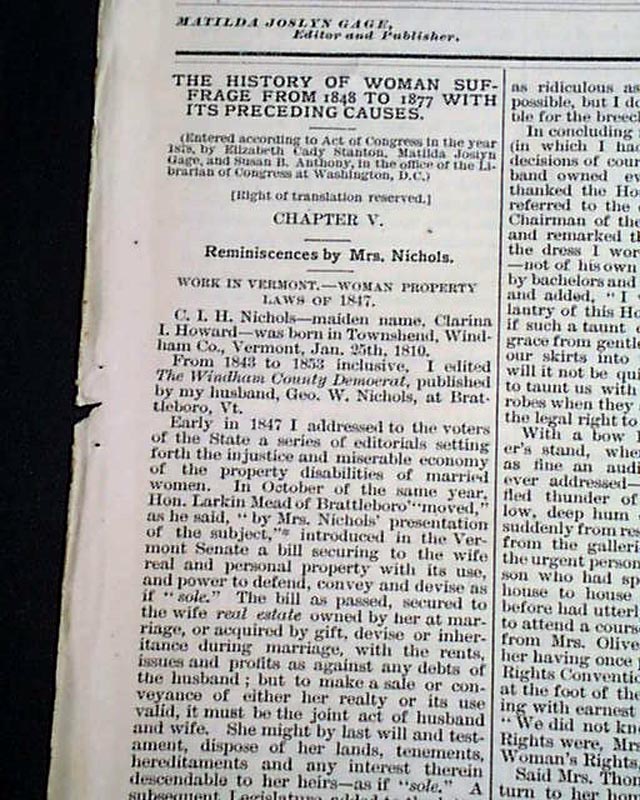 MATILDA JOSLYN GAGE,
Editor and Publisher.
THE HISTORY OF WOMAN SUF-
FRAGE FROM 1848 TO 1877 WITH
ITS PRECEDING CAUSES.
(Entered according to Act of Congress in the year
by Elizabeth Cady Stanton, Matilda Joslyn
Gage, and Susan B. Anthony, in the office of the Li-
brarian of Congress at Washington, D.C.)
[Right of translation reserved.]
CHAPTER V.
Reminiscences by Mrs. Nichols.
WORK IN VERMONT.—WOMAN PROPERTY
LAWS OF 1847.
C. I. H. Nichols—maiden name, Clarina
I. Howard—was born in Townshend, Wind-
ham Co., Vermont, Jan. 25th, 1810.
From 1843 to 1853 inclusive, I edited
The Windham County Democrat, published
by my husband, Geo. W. Nichols, at Brat-
tleboro, Vt.
Early in 1847 I addressed to the voters
of the State a series of editorials setting
forth the injustice and miserable economy
of the property disabilities of married
women. In October of the same year,
Hon. Larkin Mead of Brattleboro' "moved,"
as he said, "by Mrs. Nichols' presentation
of the subject,"* introduced in the Ver-
mont Senate a bill securing to the wife
real and personal property with its use,
and power to defend, convey and devise as
if "sole." The bill as passed, secured to
the wife real estate owned by her at mar-
riage, or acquired by gift, devise or inher-
itance during marriage, with the rents,
issues and profits as against any debts of
the husband; but to make a sale or con-
veyance of either her realty or its use
valid, it must be the joint act of husband
and wife. She might by last will and test-
ament, dispose of her lands, tenements,
hereditaments and any interest therein
descendable to her heirs—as if "sole." A
subsequent Legislature added to the
as ridiculous as
possible, but I d
ble for the breec
In concluding
(in which I had
decisions of cour
band owned ev
thanked the Ho
referred to the
Chairman of the
and remarked th
the dress I wor
—not of his own
by bachelors and
and added, "I
lantry of this Ho
if such a taunt
grace from gentle
our skirts into
will it not be qui
to taunt us with
robes when they
the legal right to
With a bow I
er's stand, whe
as fine an audi
ever addressed—
fled thunder of
low, deep hum
suddenly from res
from the galleri
the urgent person
son who had sp
house to house
before had utterl
to attend a cours
from Mrs. Olive
her having once
Rights Conventio
at the foot of the
ing with earnest
"We did not kn
Rights were, Mr
Woman's Rights,
Said Mrs. Thom
turn to her hom